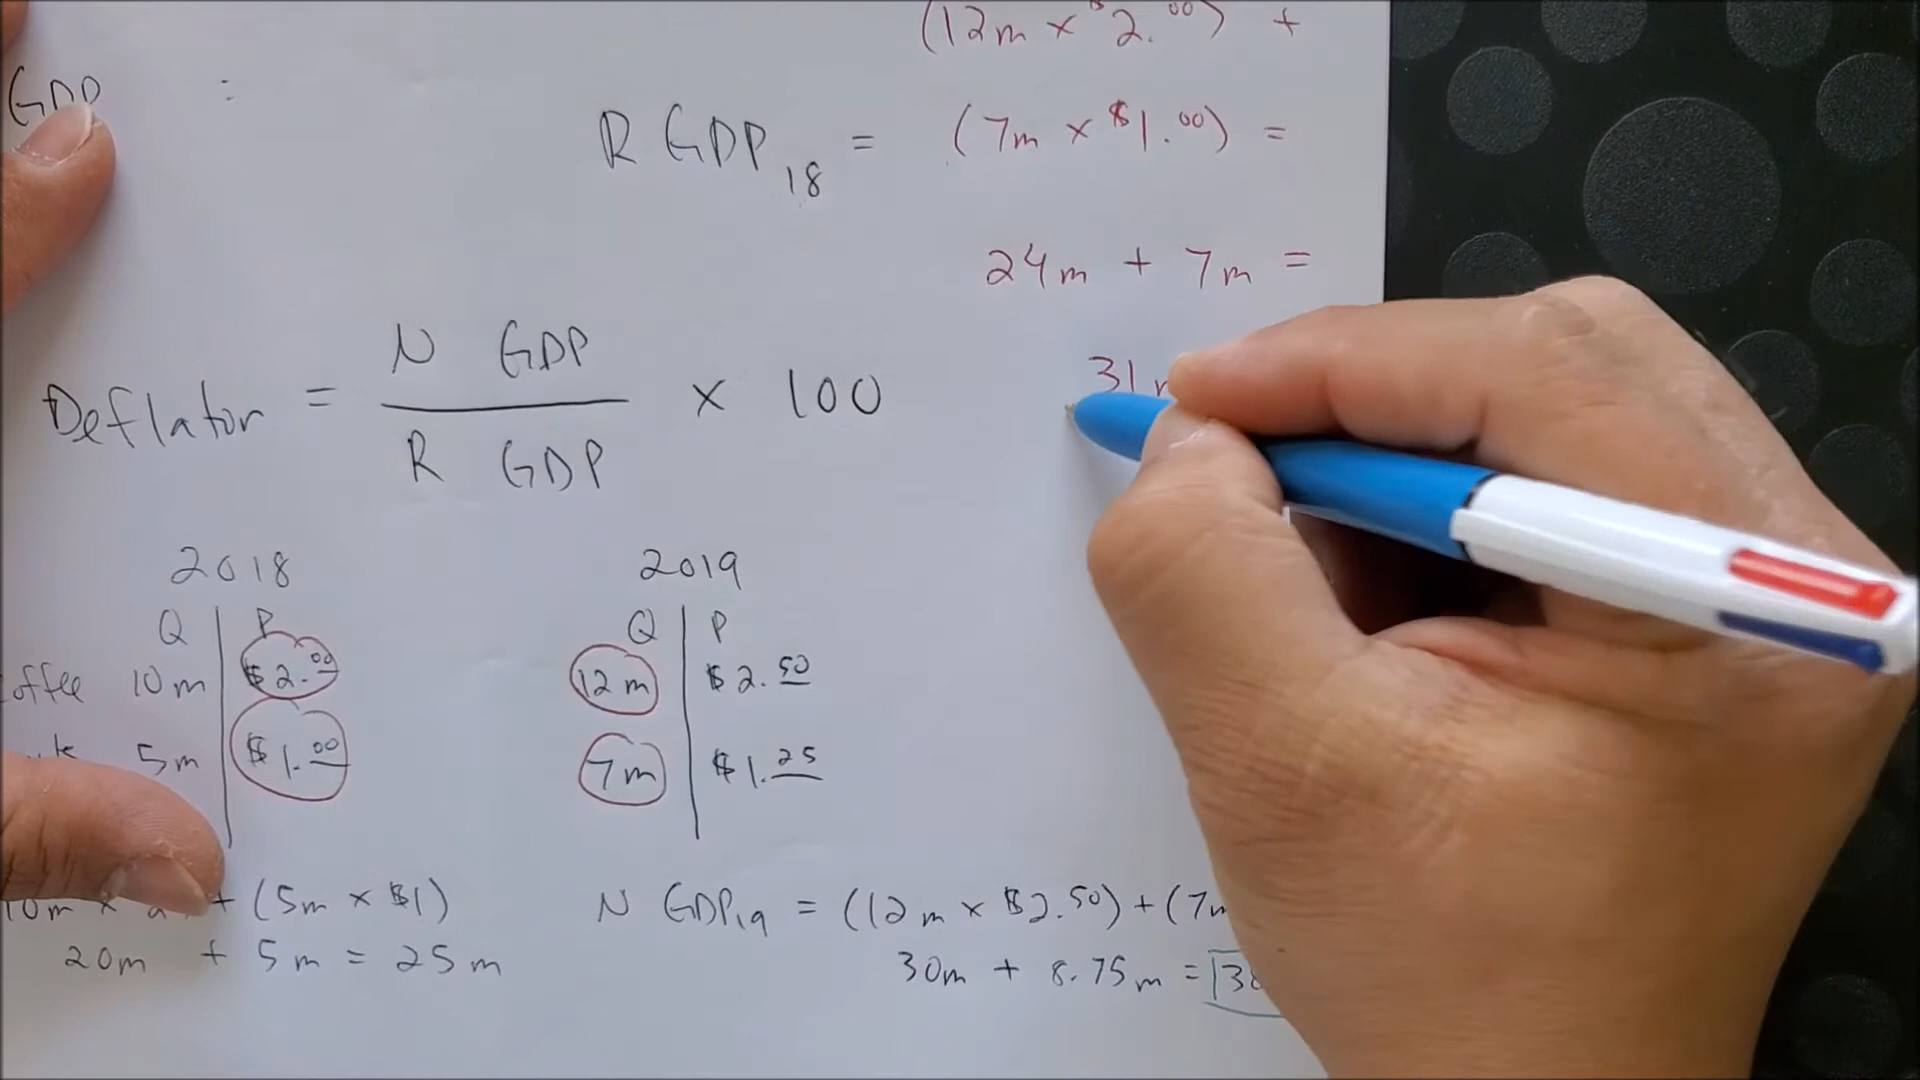 (12m x $2.00) +
GDP :
R GDP18 = (7m x $1.00) =
24m + 7m =
31
Deflator = N GDP / R GDP x 100
2018 2019
Q P Q P
10m $2.00 12m $2.50
5m $1.00 7m $1.25
10m x + (5m x $1) N GDP19 = (12m x $2.50) + (7m
20m + 5m = 25m 30m + 8.75m =